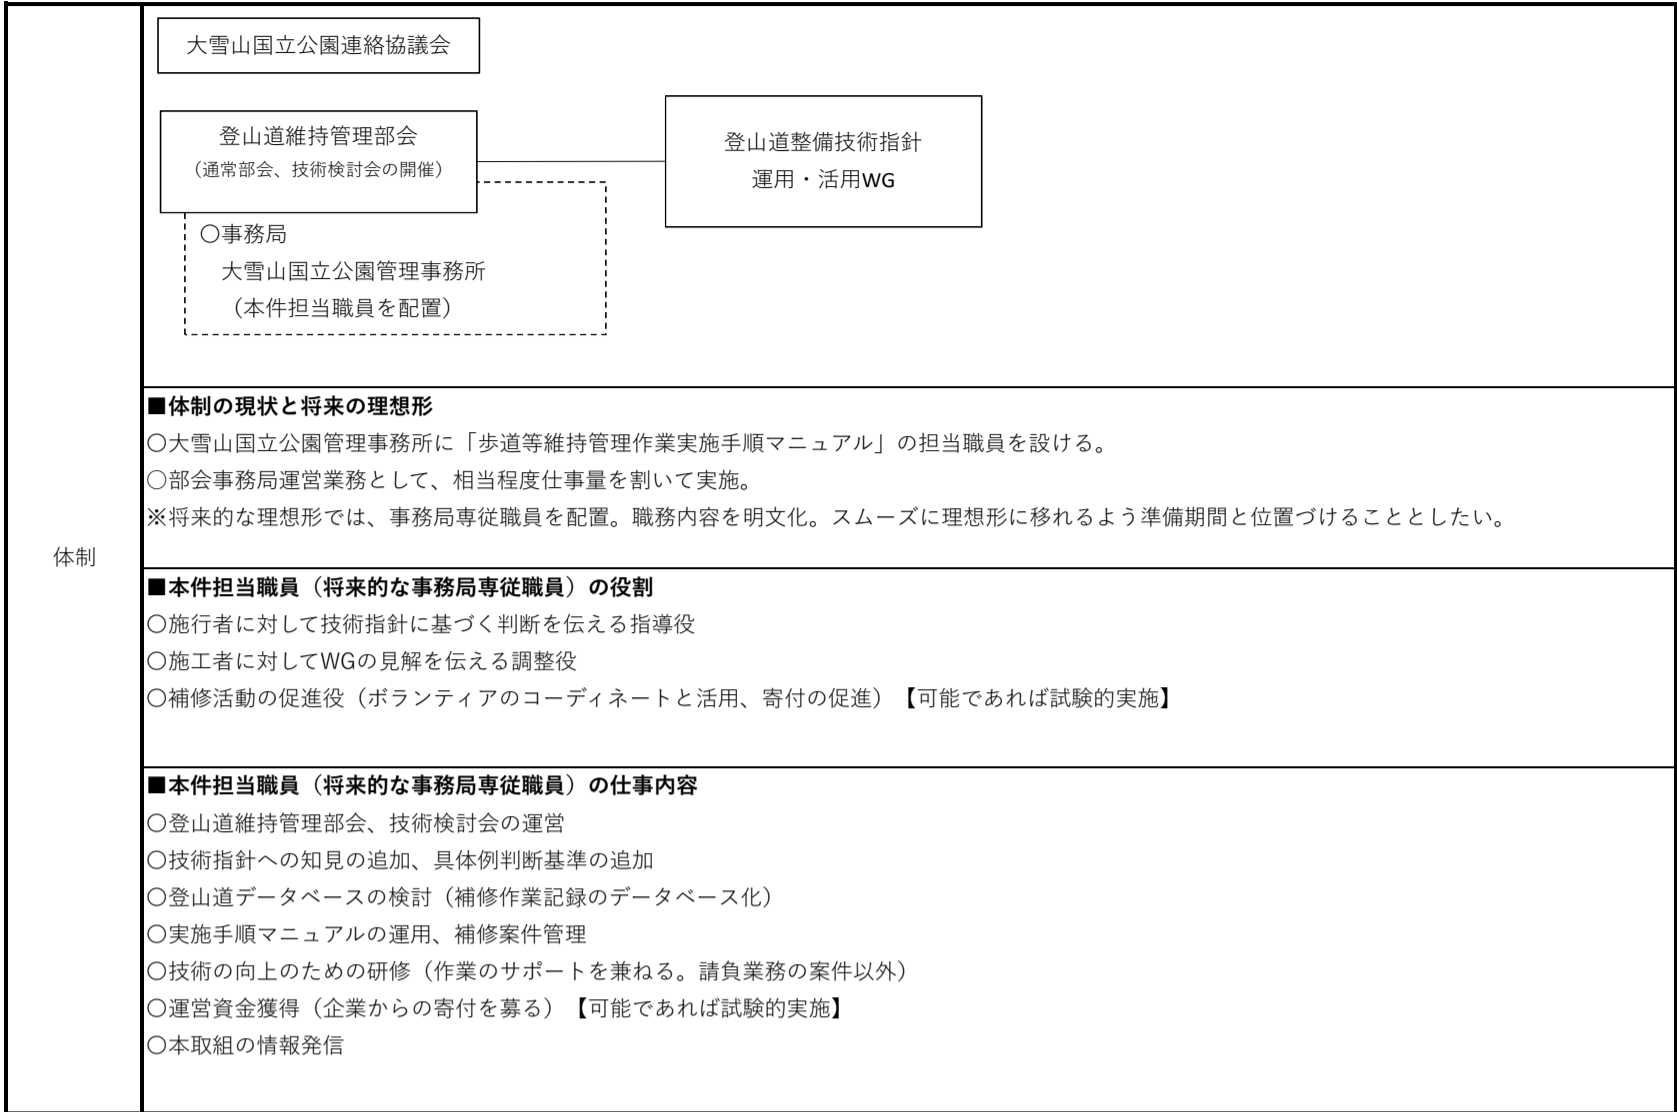 大雪山国立公園連絡協議会
登山道維持管理部会
（通常部会、技術検討会の開催）
登山道整備技術指針
運用・活用WG
〇事務局
大雪山国立公園管理事務所
（本件担当職員を配置）
体制
■体制の現状と将来の理想形
〇大雪山国立公園管理事務所に「歩道等維持管理作業実施手順マニュアル」の担当職員を設ける。
〇部会事務局運営業務として、相当程度仕事量を割いて実施。
※将来的な理想形では、事務局専従職員を配置。職務内容を明文化。スムーズに理想形に移れるよう準備期間と位置づけることとしたい。
■本件担当職員（将来的な事務局専従職員）の役割
〇施行者に対して技術指針に基づく判断を伝える指導役
〇施工者に対してWGの見解を伝える調整役
〇補修活動の促進役（ボランティアのコーディネートと活用、寄付の促進）【可能であれば試験的実施】
■本件担当職員（将来的な事務局専従職員）の仕事内容
〇登山道維持管理部会、技術検討会の運営
〇技術指針への知見の追加、具体例判断基準の追加
〇登山道データベースの検討（補修作業記録のデータベース化）
〇実施手順マニュアルの運用、補修案件管理
〇技術の向上のための研修（作業のサポートを兼ねる。請負業務の案件以外）
〇運営資金獲得（企業からの寄付を募る）【可能であれば試験的実施】
〇本取組の情報発信